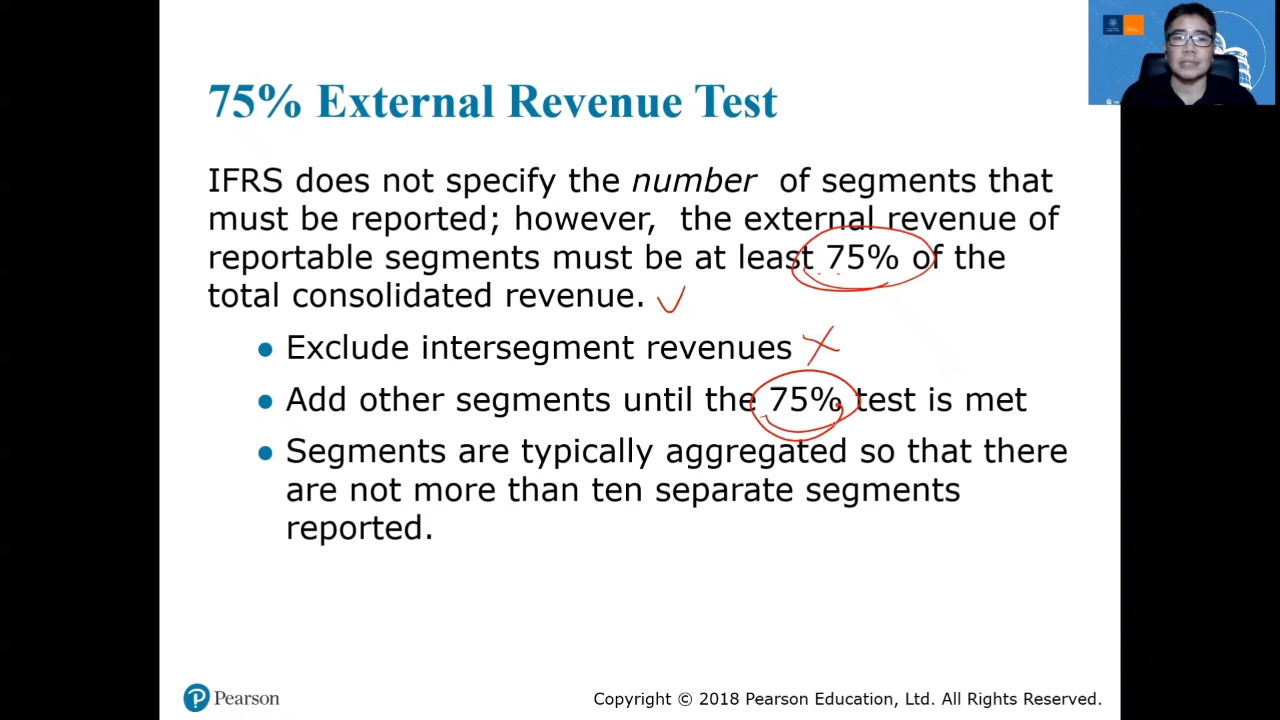 75% External Revenue Test
IFRS does not specify the number of segments that
must be reported; however, the external revenue of
reportable segments must be at least 75% of the
total consolidated revenue.
• Exclude intersegment revenues
• Add other segments until the 75% test is met
• Segments are typically aggregated so that there
are not more than ten separate segments
reported.
P Pearson
Copyright © 2018 Pearson Education, Ltd. All Rights Reserved.